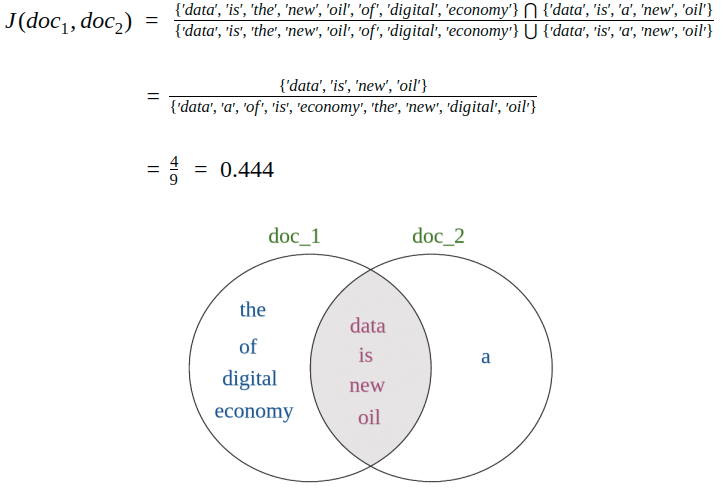 J(doc₁, doc₂) = {'data', 'is', 'the', 'new', 'oil', 'of', 'digital', 'economy'} ⋂ {'data', 'is', 'a', 'new', 'oil'}
{'data', 'is', 'the', 'new', 'oil', 'of', 'digital', 'economy'} ⋃ {'data', 'is', 'a', 'new', 'oil'}
= {'data', 'is', 'new', 'oil'}
{'data', 'a', 'of', 'is', 'economy', 'the', 'new', 'digital', 'oil'}
= 4/9 = 0.444
doc_1 doc_2
the
of
digital
economy
data
is
new
oil
a